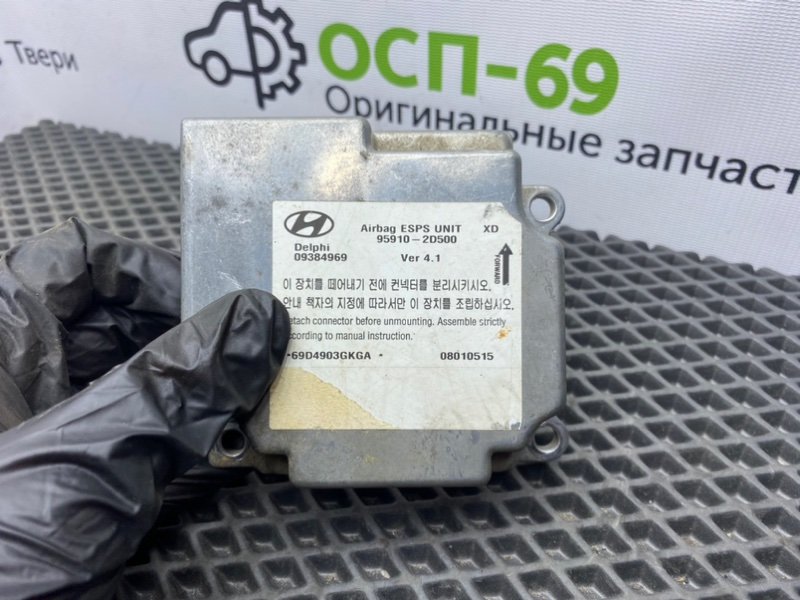 Твери
ОСП-69
Оригинальные запчаст
Airbag ESPS UNIT XD
95910-2D500
Delphi
09384969
Ver 4.1
FORWARD
이 장치를 떼어내기 전에 컨넥터를 분리시키시오.
안내 책자의 지정에 따라서만 이 장치를 조립하십시오.
etach connector before unmounting. Assemble strictly
ccording to manual instruction.
*69D4903GKGA * 08010515